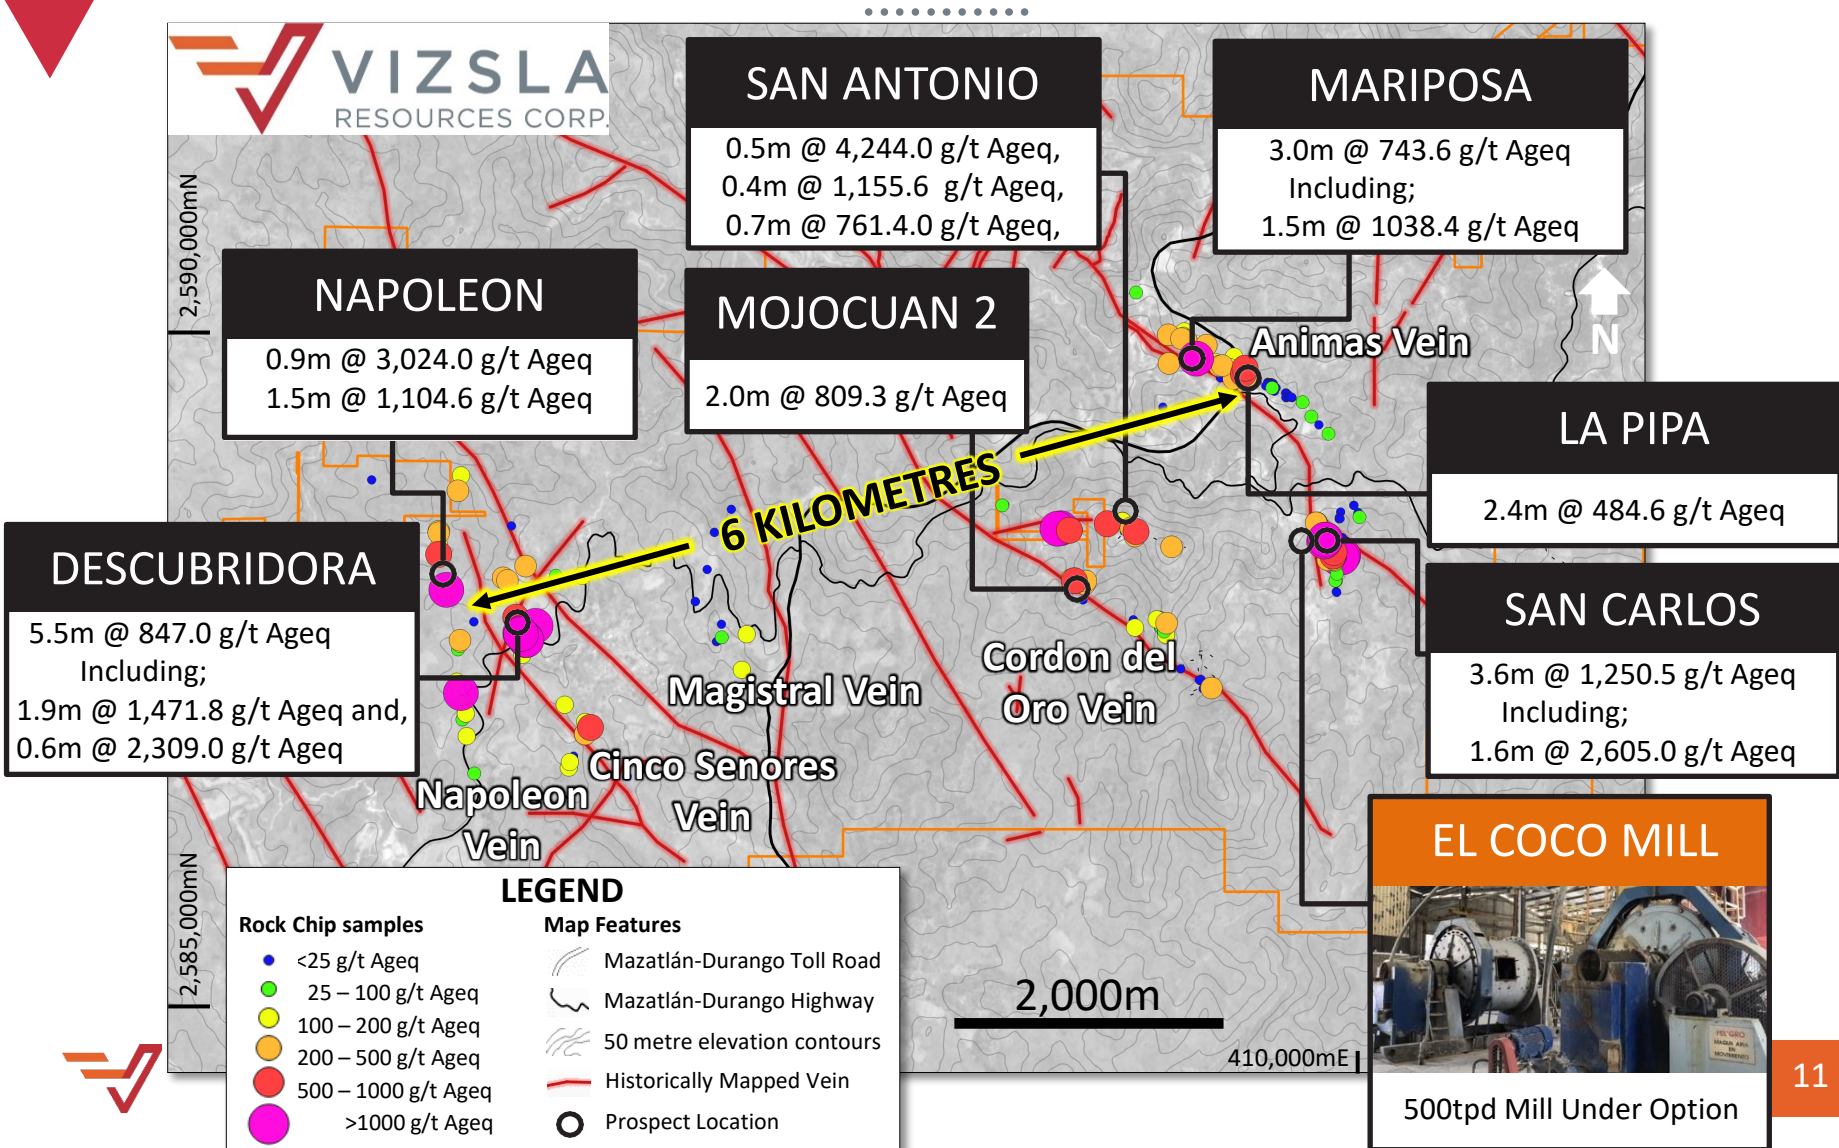 VIZSLA
RESOURCES CORP.
SAN ANTONIO
0.5m @ 4,244.0 g/t Ageq,
0.4m @ 1,155.6 g/t Ageq,
0.7m @ 761.4.0 g/t Ageq,
MARIPOSA
3.0m @ 743.6 g/t Ageq
Including;
1.5m @ 1038.4 g/t Ageq
2,590,000mN
NAPOLEON
0.9m @ 3,024.0 g/t Ageq
1.5m @ 1,104.6 g/t Ageq
MOJOCUAN 2
2.0m @ 809.3 g/t Ageq
N
Animas Vein
LA PIPA
2.4m @ 484.6 g/t Ageq
6 KILOMETRES
DESCUBRIDORA
5.5m @ 847.0 g/t Ageq
Including;
1.9m @ 1,471.8 g/t Ageq and,
0.6m @ 2,309.0 g/t Ageq
SAN CARLOS
3.6m @ 1,250.5 g/t Ageq
Including;
1.6m @ 2,605.0 g/t Ageq
Cordon del
Oro Vein
Magistral Vein
Cinco Senores
Vein
Napoleon
Vein
EL COCO MILL
PELIGRO
MAQUINARIA
EN
MOVIMIENTO
500tpd Mill Under Option
2,585,000mN
LEGEND
Rock Chip samples
<25 g/t Ageq
25 – 100 g/t Ageq
100 – 200 g/t Ageq
200 – 500 g/t Ageq
500 – 1000 g/t Ageq
>1000 g/t Ageq
Map Features
Mazatlán-Durango Toll Road
Mazatlán-Durango Highway
50 metre elevation contours
Historically Mapped Vein
Prospect Location
2,000m
410,000mE
11